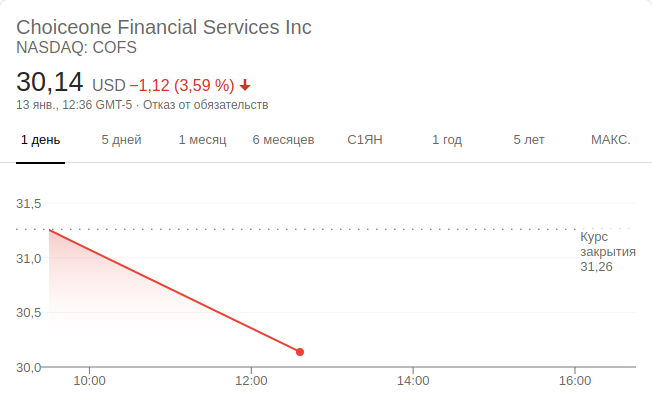 Choiceone Financial Services Inc
NASDAQ: COFS
30,14 USD −1,12 (3,59 %)
13 янв., 12:36 GMT-5 · Отказ от обязательств
1 день 5 дней 1 месяц 6 месяцев С1ЯН 1 год 5 лет МАКС.
31,5
Курс
закрытия
31,26
31,0
30,5
30,0
10:00 12:00 14:00 16:00